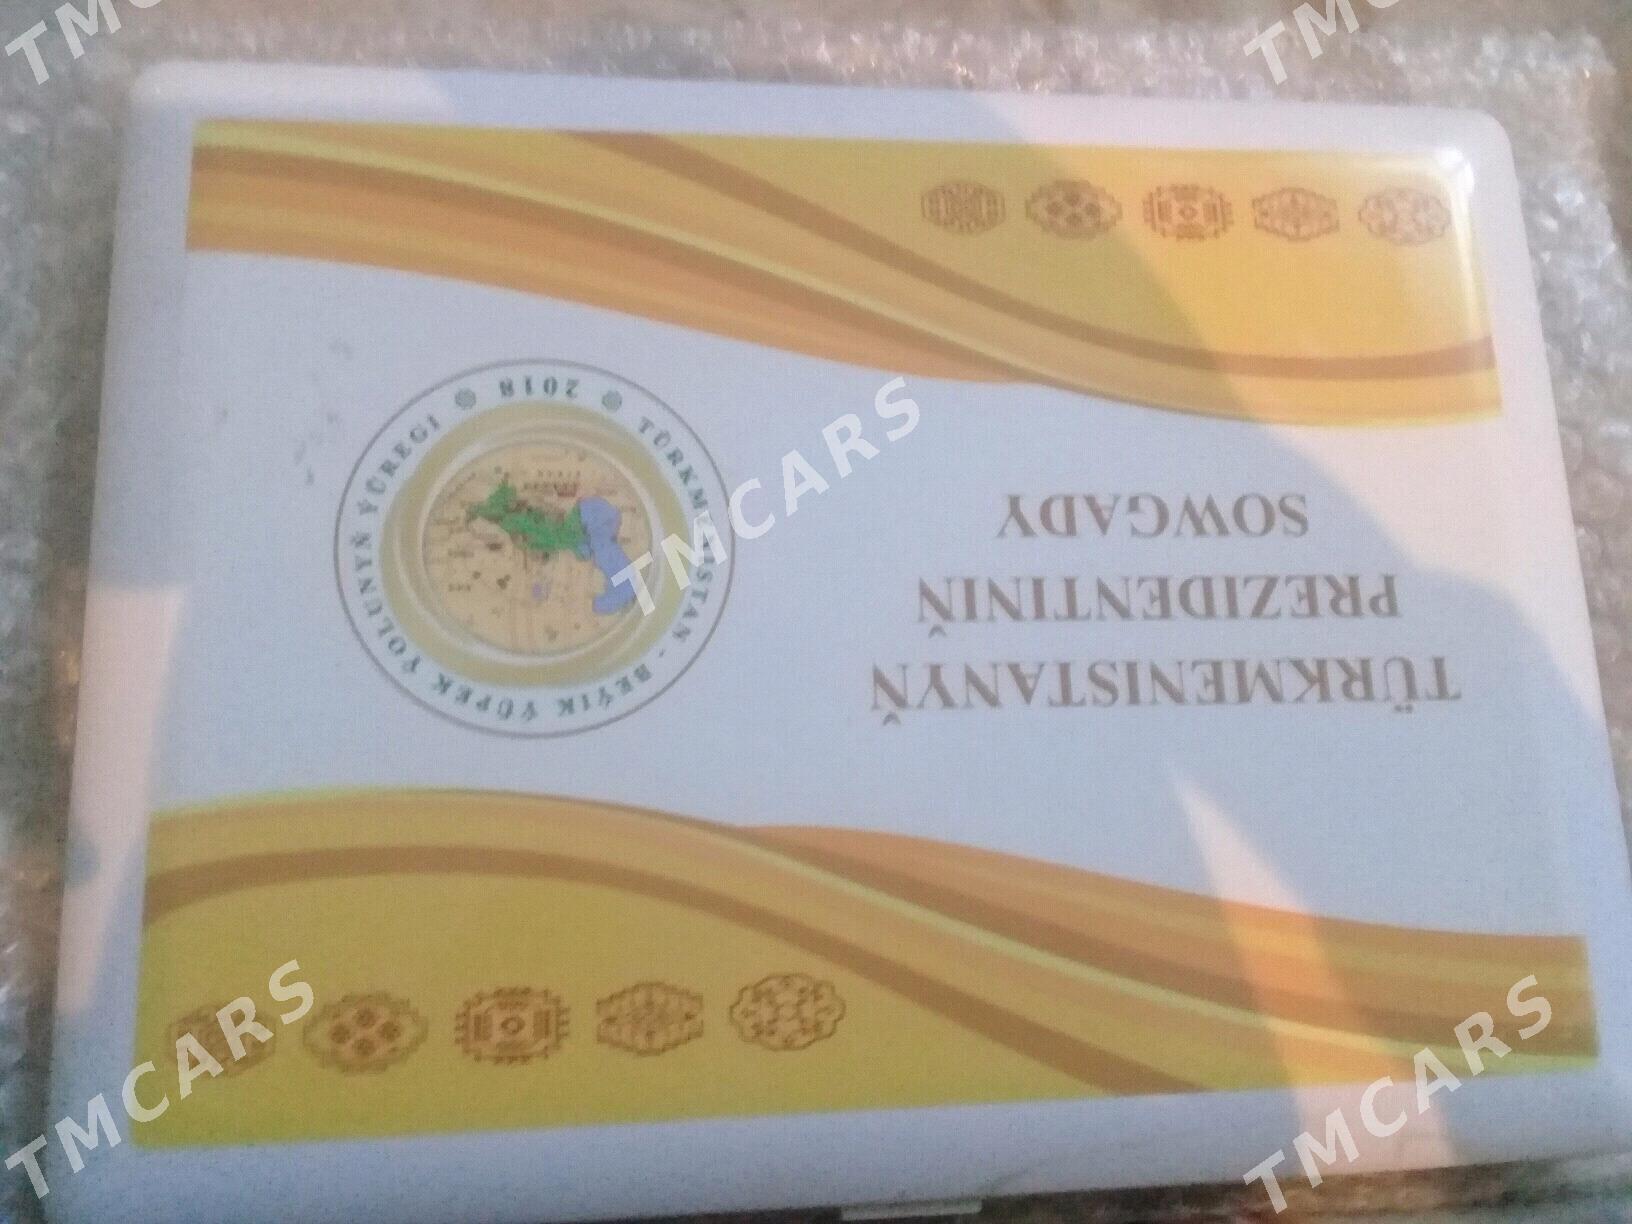 TÜRKMENISTANYŇ
PREZIDENTINIŇ
SOWGADY
TÜRKMENISTAN - BEÝIK ÝÜPEK ÝOLUNYŇ ÝÜREGI
2018
TMCARS
TMCARS
TMCARS
TMCARS
TMCARS